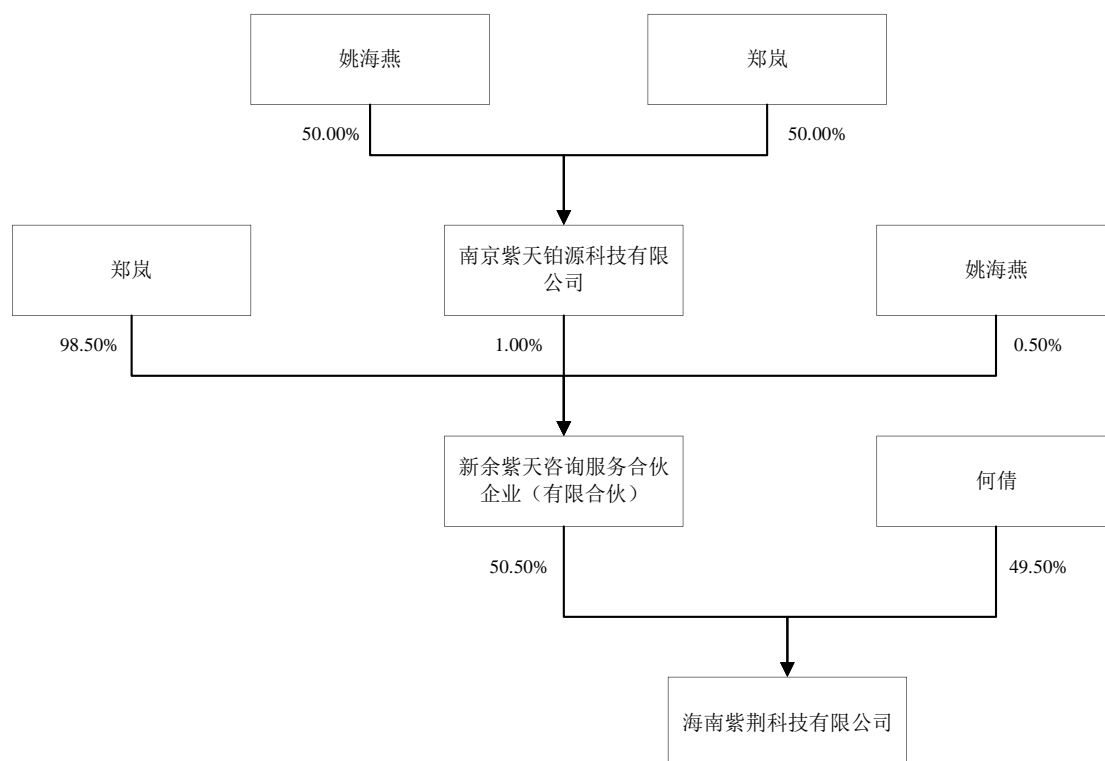 姚海燕
郑岚
50.00%
50.00%
郑岚
南京紫天铂源科技有限
公司
姚海燕
98.50%
1.00%
0.50%
新余紫天咨询服务合伙
企业（有限合伙）
何倩
50.50%
49.50%
海南紫荆科技有限公司